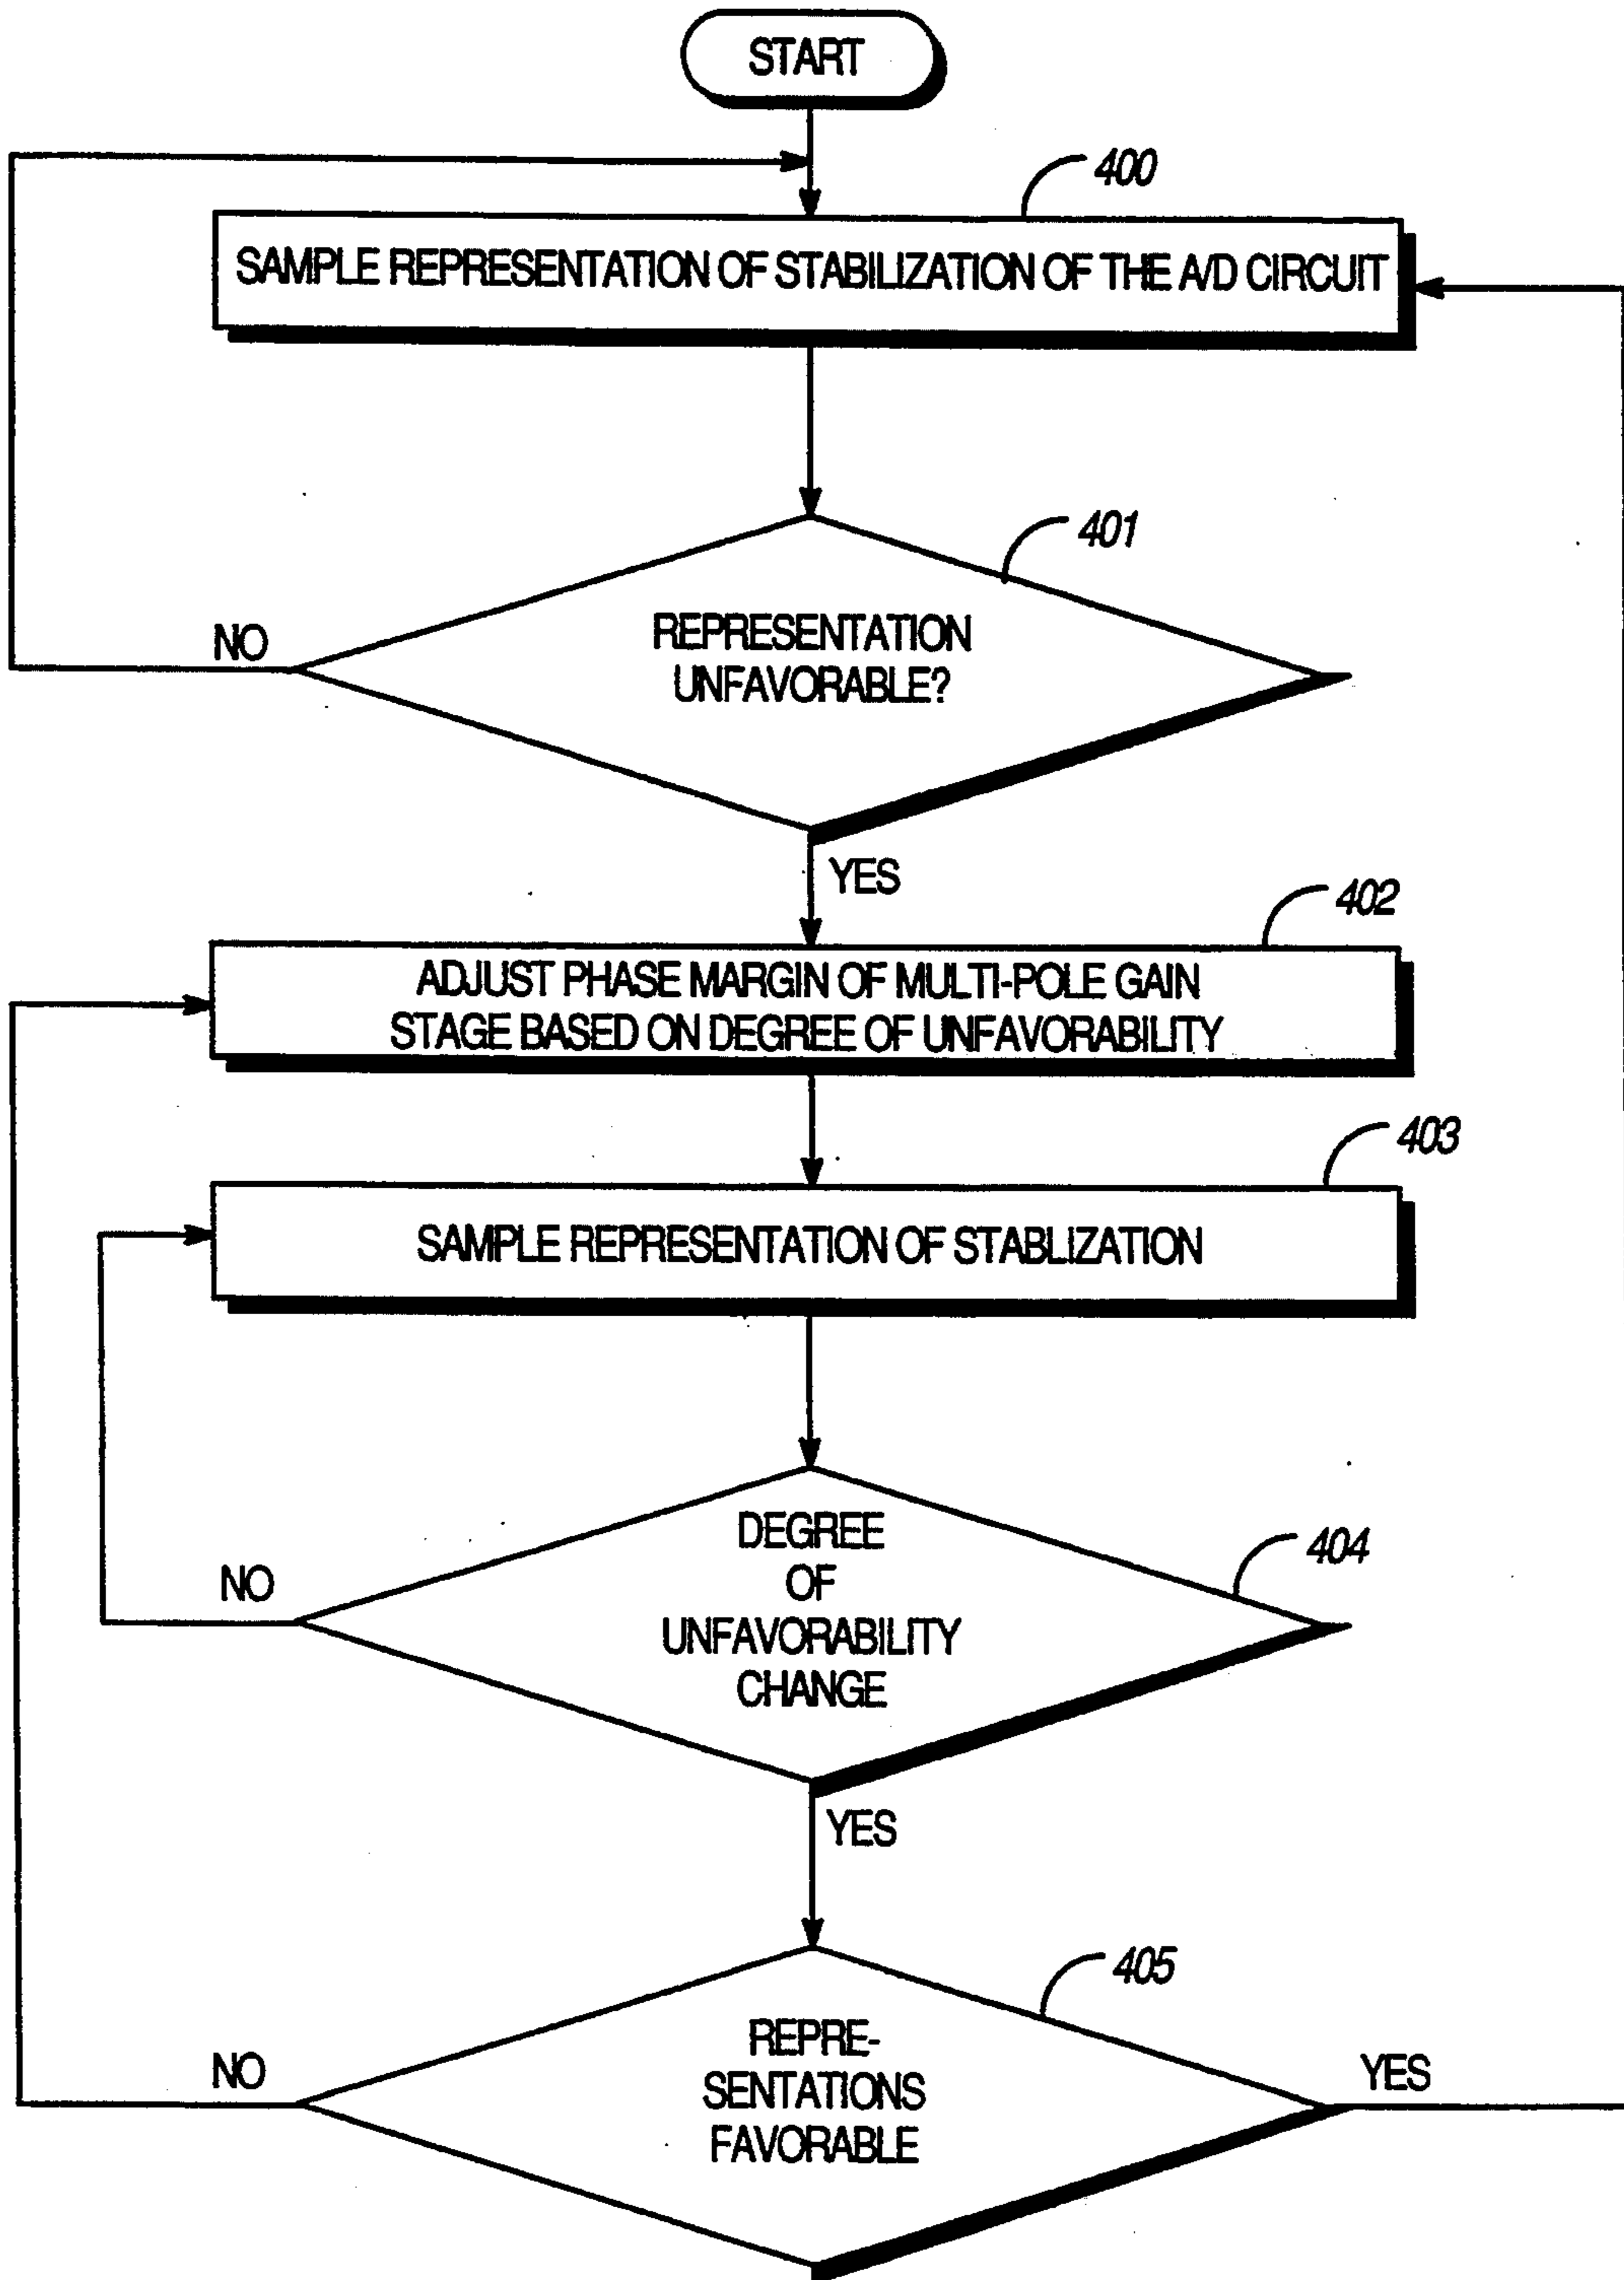 START
400
SAMPLE REPRESENTATION OF STABILIZATION OF THE A/D CIRCUIT
401
REPRESENTATION
UNFAVORABLE?
NO
YES
402
ADJUST PHASE MARGIN OF MULTI-POLE GAIN
STAGE BASED ON DEGREE OF UNFAVORABILITY
403
SAMPLE REPRESENTATION OF STABLIZATION
404
DEGREE
OF
UNFAVORABILITY
CHANGE
NO
YES
405
REPRE-
SENTATIONS
FAVORABLE
NO
YES